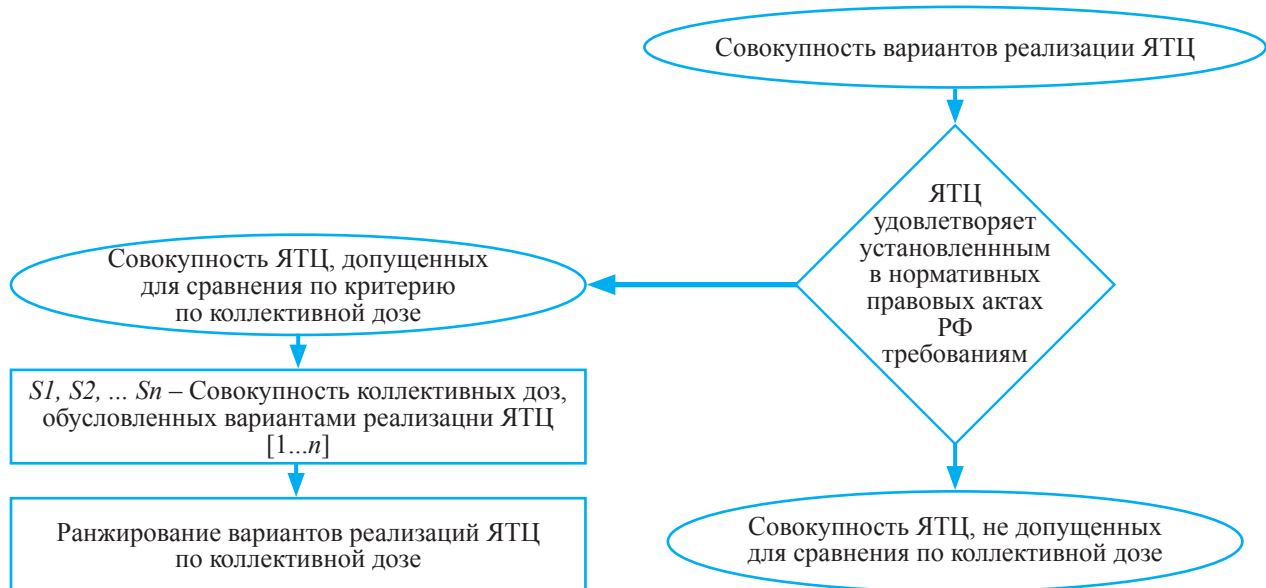 Совокупность вариантов реализации ЯТЦ
ЯТЦ
удовлетворяет
установленнным
в нормативных
правовых актах
РФ
требованиям
Совокупность ЯТЦ, допущенных
для сравнения по критерию
по коллективной дозе
S1, S2, ... Sn – Совокупность коллективных доз,
обусловленных вариантами реализацни ЯТЦ
[1...n]
Ранжирование вариантов реализаций ЯТЦ
по коллективной дозе
Совокупность ЯТЦ, не допущенных
для сравнения по коллективной дозе